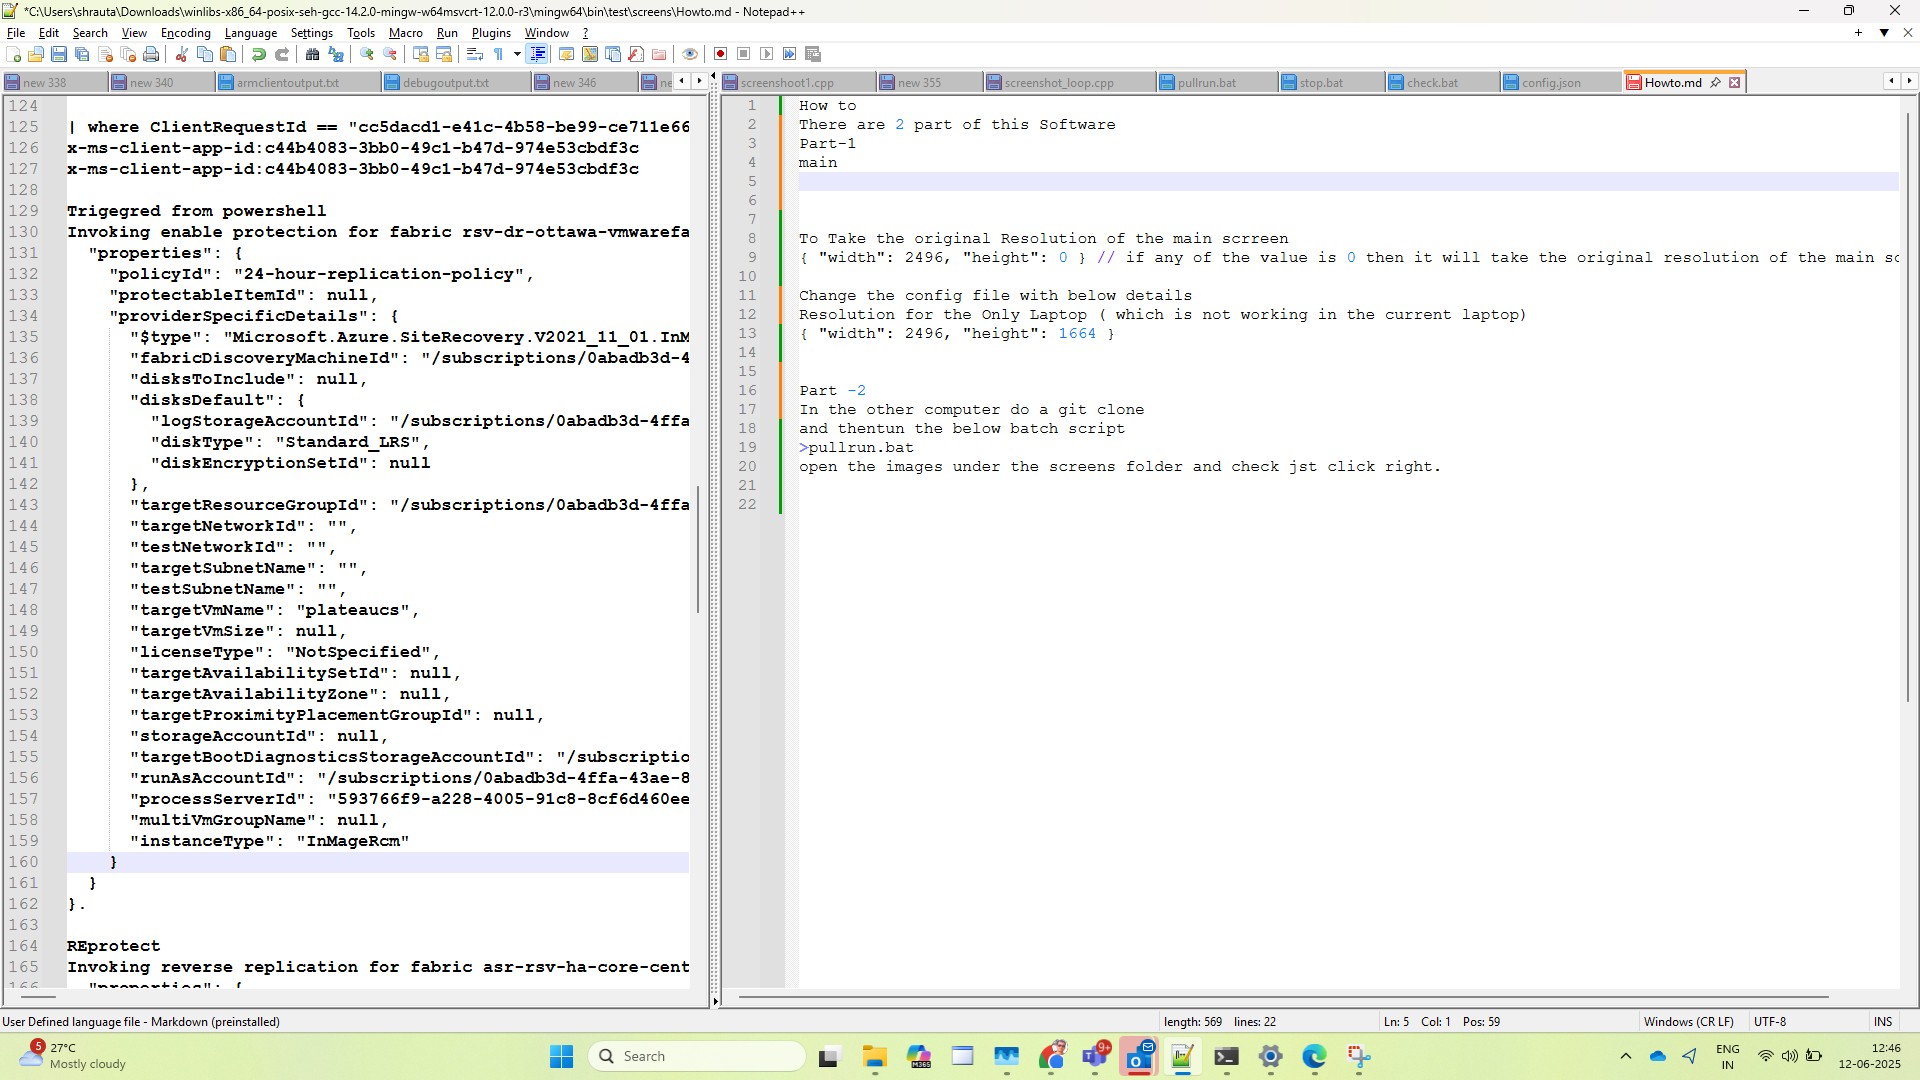 *C:\Users\shrauta\Downloads\winlibs-x86_64-posix-seh-gcc-14.2.0-mingw-w64msvcrt-12.0.0-r3\mingw64\bin\test\screens\Howto.md - Notepad++
File Edit Search View Encoding Language Settings Tools Macro Run Plugins Window ?
new 338 new 340 armclientoutput.txt debugoutput.txt new 346 ne
124
125 | where ClientRequestId == "cc5dacd1-e41c-4b58-be99-ce711e66
126 x-ms-client-app-id:c44b4083-3bb0-49c1-b47d-974e53cbdf3c
127 x-ms-client-app-id:c44b4083-3bb0-49c1-b47d-974e53cbdf3c
128
129 Trigegred from powershell
130 Invoking enable protection for fabric rsv-dr-ottawa-vmwarefa
131 "properties": {
132 "policyId": "24-hour-replication-policy",
133 "protectableItemId": null,
134 "providerSpecificDetails": {
135 "$type": "Microsoft.Azure.SiteRecovery.V2021_11_01.InM
136 "fabricDiscoveryMachineId": "/subscriptions/0abadb3d-4
137 "disksToInclude": null,
138 "disksDefault": {
139 "logStorageAccountId": "/subscriptions/0abadb3d-4ffa
140 "diskType": "Standard_LRS",
141 "diskEncryptionSetId": null
142 },
143 "targetResourceGroupId": "/subscriptions/0abadb3d-4ffa
144 "targetNetworkId": "",
145 "testNetworkId": "",
146 "targetSubnetName": "",
147 "testSubnetName": "",
148 "targetVmName": "plateaucs",
149 "targetVmSize": null,
150 "licenseType": "NotSpecified",
151 "targetAvailabilitySetId": null,
152 "targetAvailabilityZone": null,
153 "targetProximityPlacementGroupId": null,
154 "storageAccountId": null,
155 "targetBootDiagnosticsStorageAccountId": "/subscriptio
156 "runAsAccountId": "/subscriptions/0abadb3d-4ffa-43ae-8
157 "processServerId": "593766f9-a228-4005-91c8-8cf6d460ee
158 "multiVmGroupName": null,
159 "instanceType": "InMageRcm"
160 }
161 }
162 }.
163
164 REprotect
165 Invoking reverse replication for fabric asr-rsv-ha-core-cent
166 "properties": {
screenshoot1.cpp new 355 screenshot_loop.cpp pullrun.bat stop.bat check.bat config.json Howto.md
1 How to
2 There are 2 part of this Software
3 Part-1
4 main
5
6
7
8 To Take the original Resolution of the main scrreen
9 { "width": 2496, "height": 0 } // if any of the value is 0 then it will take the original resolution of the main sc
10
11 Change the config file with below details
12 Resolution for the Only Laptop ( which is not working in the current laptop)
13 { "width": 2496, "height": 1664 }
14
15
16 Part -2
17 In the other computer do a git clone
18 and thentun the below batch script
19 >pullrun.bat
20 open the images under the screens folder and check jst click right.
21
22
User Defined language file - Markdown (preinstalled) length: 569 lines: 22 Ln: 5 Col: 1 Pos: 59 Windows (CR LF) UTF-8 INS
5 27°C
Mostly cloudy
Search
M365
9+
ENG
IN
12:46
12-06-2025